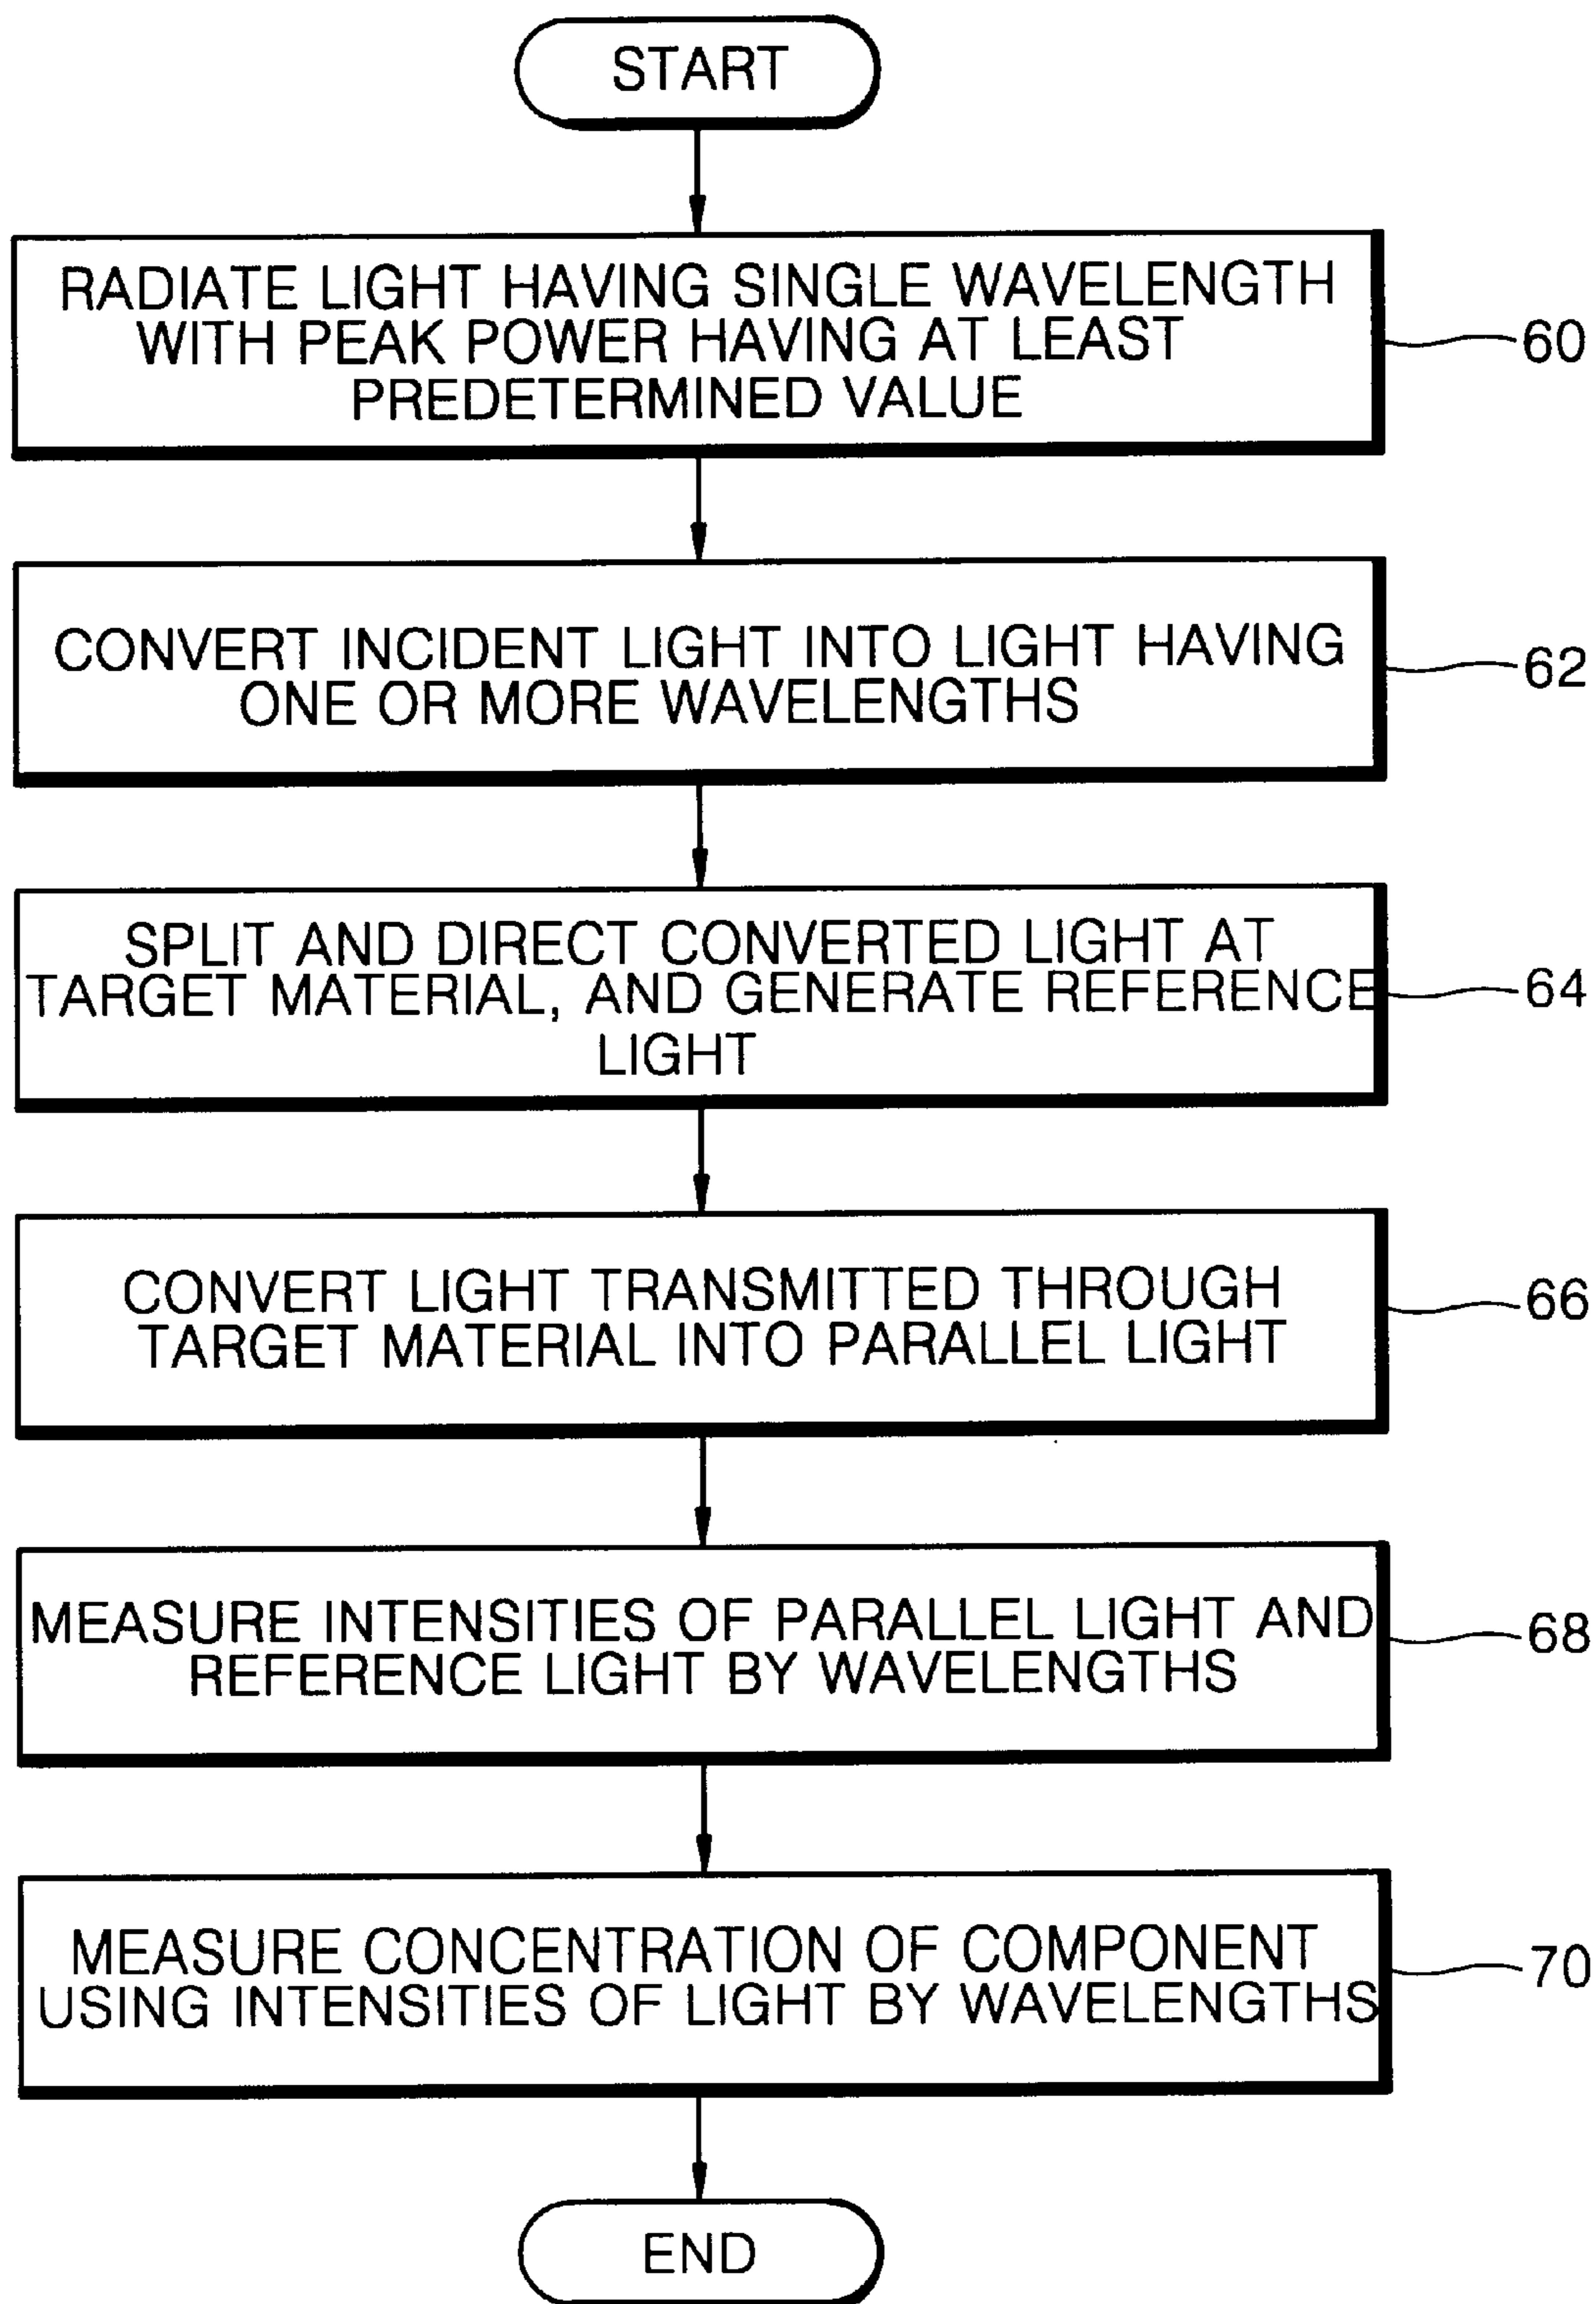 START
RADIATE LIGHT HAVING SINGLE WAVELENGTH
WITH PEAK POWER HAVING AT LEAST
PREDETERMINED VALUE
60
CONVERT INCIDENT LIGHT INTO LIGHT HAVING
ONE OR MORE WAVELENGTHS
62
SPLIT AND DIRECT CONVERTED LIGHT AT
TARGET MATERIAL, AND GENERATE REFERENCE
LIGHT
64
CONVERT LIGHT TRANSMITTED THROUGH
TARGET MATERIAL INTO PARALLEL LIGHT
66
MEASURE INTENSITIES OF PARALLEL LIGHT AND
REFERENCE LIGHT BY WAVELENGTHS
68
MEASURE CONCENTRATION OF COMPONENT
USING INTENSITIES OF LIGHT BY WAVELENGTHS
70
END